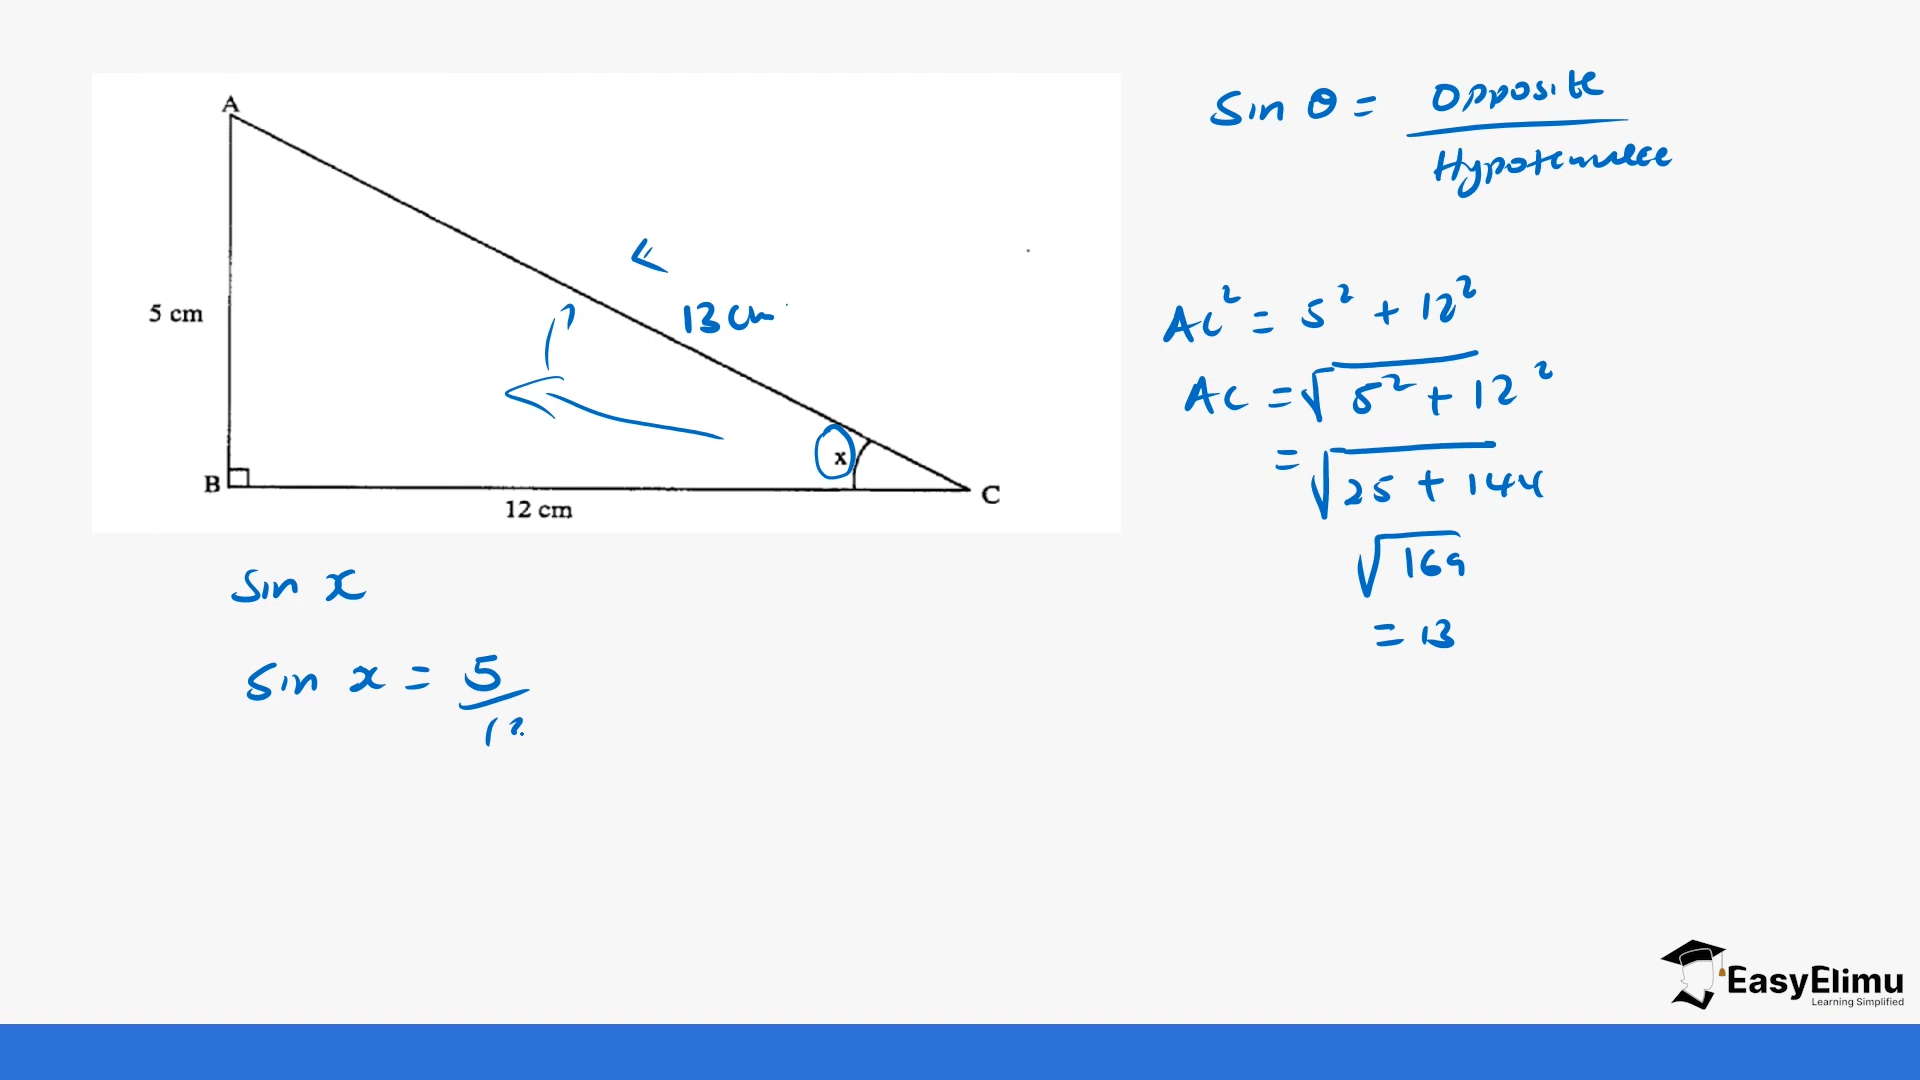 A
5 cm
13 cm
x
B
12 cm
C
Sin x
Sin x = 5
Sin θ = Opposite
Hypotenuse
AC² = 5² + 12²
AC = √5² + 12²
= √25 + 144
√169
= 13
EasyElimu
Learning Simplified